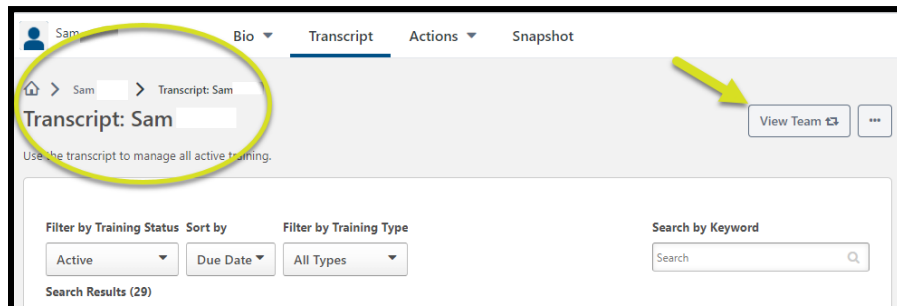 Sam
Bio Transcript Actions Snapshot
Sam Transcript: Sam
Transcript: Sam
View Team
Use the transcript to manage all active training.
Filter by Training Status Sort by Filter by Training Type Search by Keyword
Active Due Date All Types Search
Search Results (29)